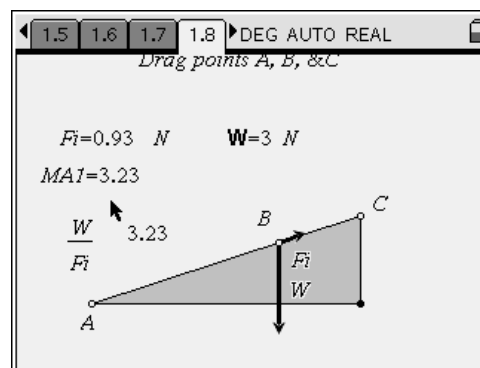 1.5 1.6 1.7 1.8 DEG AUTO REAL
Drag points A, B, &C
Fi=0.93 N W=3 N
MA1=3.23
W
Fi
3.23
B
C
Fi
W
A